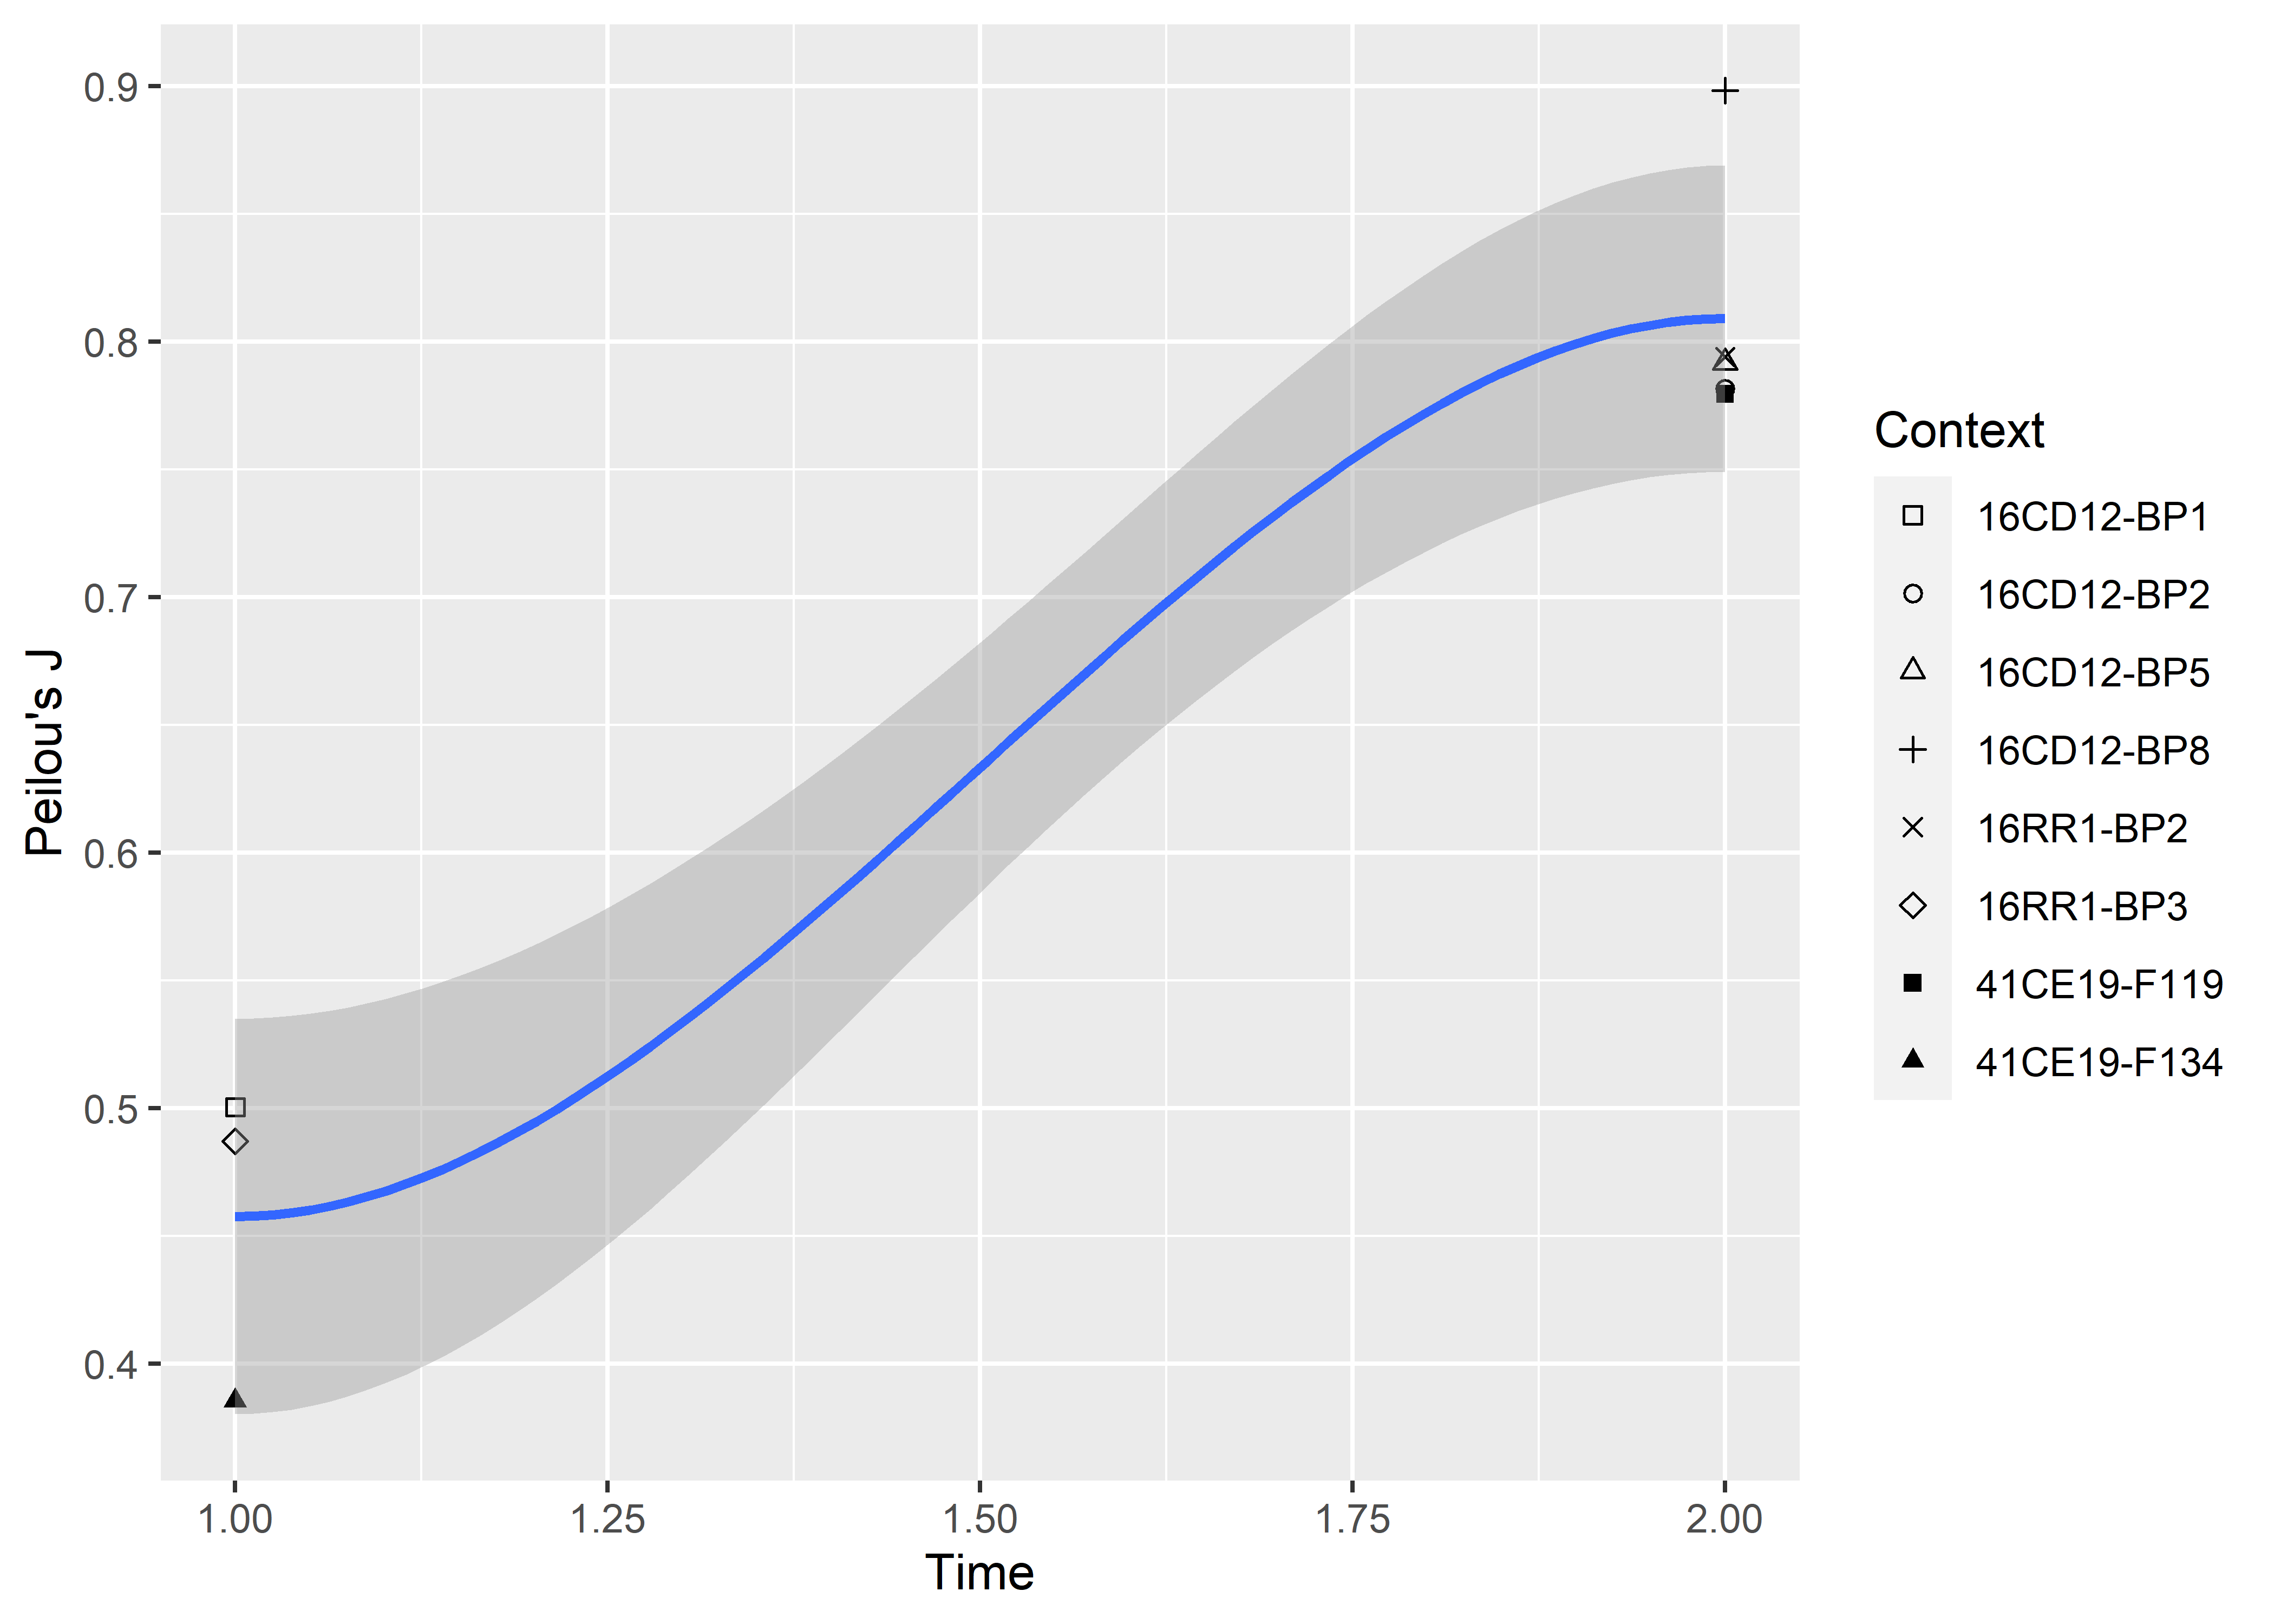 0.9
0.8
0.7
0.6
0.5
0.4
Peilou's J
1.00 1.25 1.50 1.75 2.00
Time
Context
16CD12-BP1
16CD12-BP2
16CD12-BP5
16CD12-BP8
16RR1-BP2
16RR1-BP3
41CE19-F119
41CE19-F134